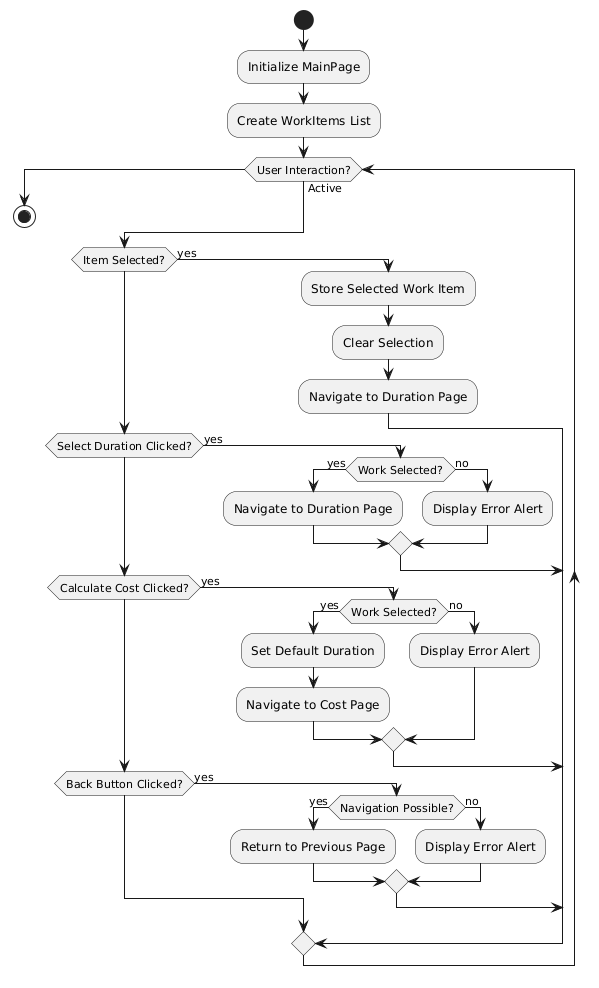 Initialize MainPage
Create WorkItems List
User Interaction?
Active
Item Selected?
yes
Store Selected Work Item
Clear Selection
Navigate to Duration Page
Select Duration Clicked?
yes
yes
Work Selected?
no
Navigate to Duration Page
Display Error Alert
Calculate Cost Clicked?
yes
yes
Work Selected?
no
Set Default Duration
Display Error Alert
Navigate to Cost Page
Back Button Clicked?
yes
yes
Navigation Possible?
no
Return to Previous Page
Display Error Alert